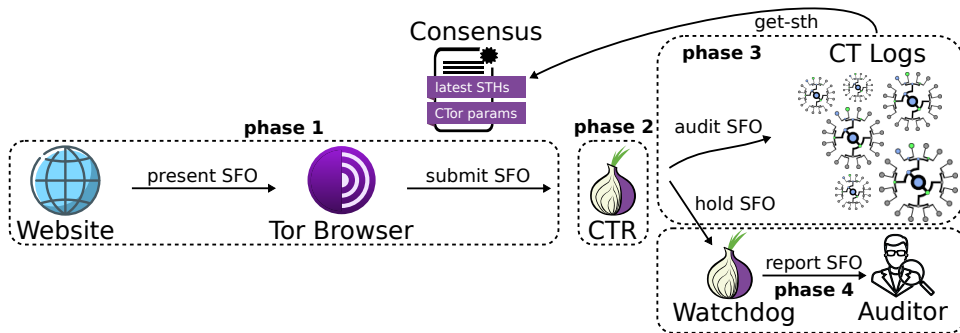 get-sth
Consensus
phase 3
CT Logs
latest STHs
CTor params
phase 1
phase 2
audit SFO
present SFO
submit SFO
hold SFO
Website
Tor Browser
CTR
report SFO
phase 4
Watchdog
Auditor